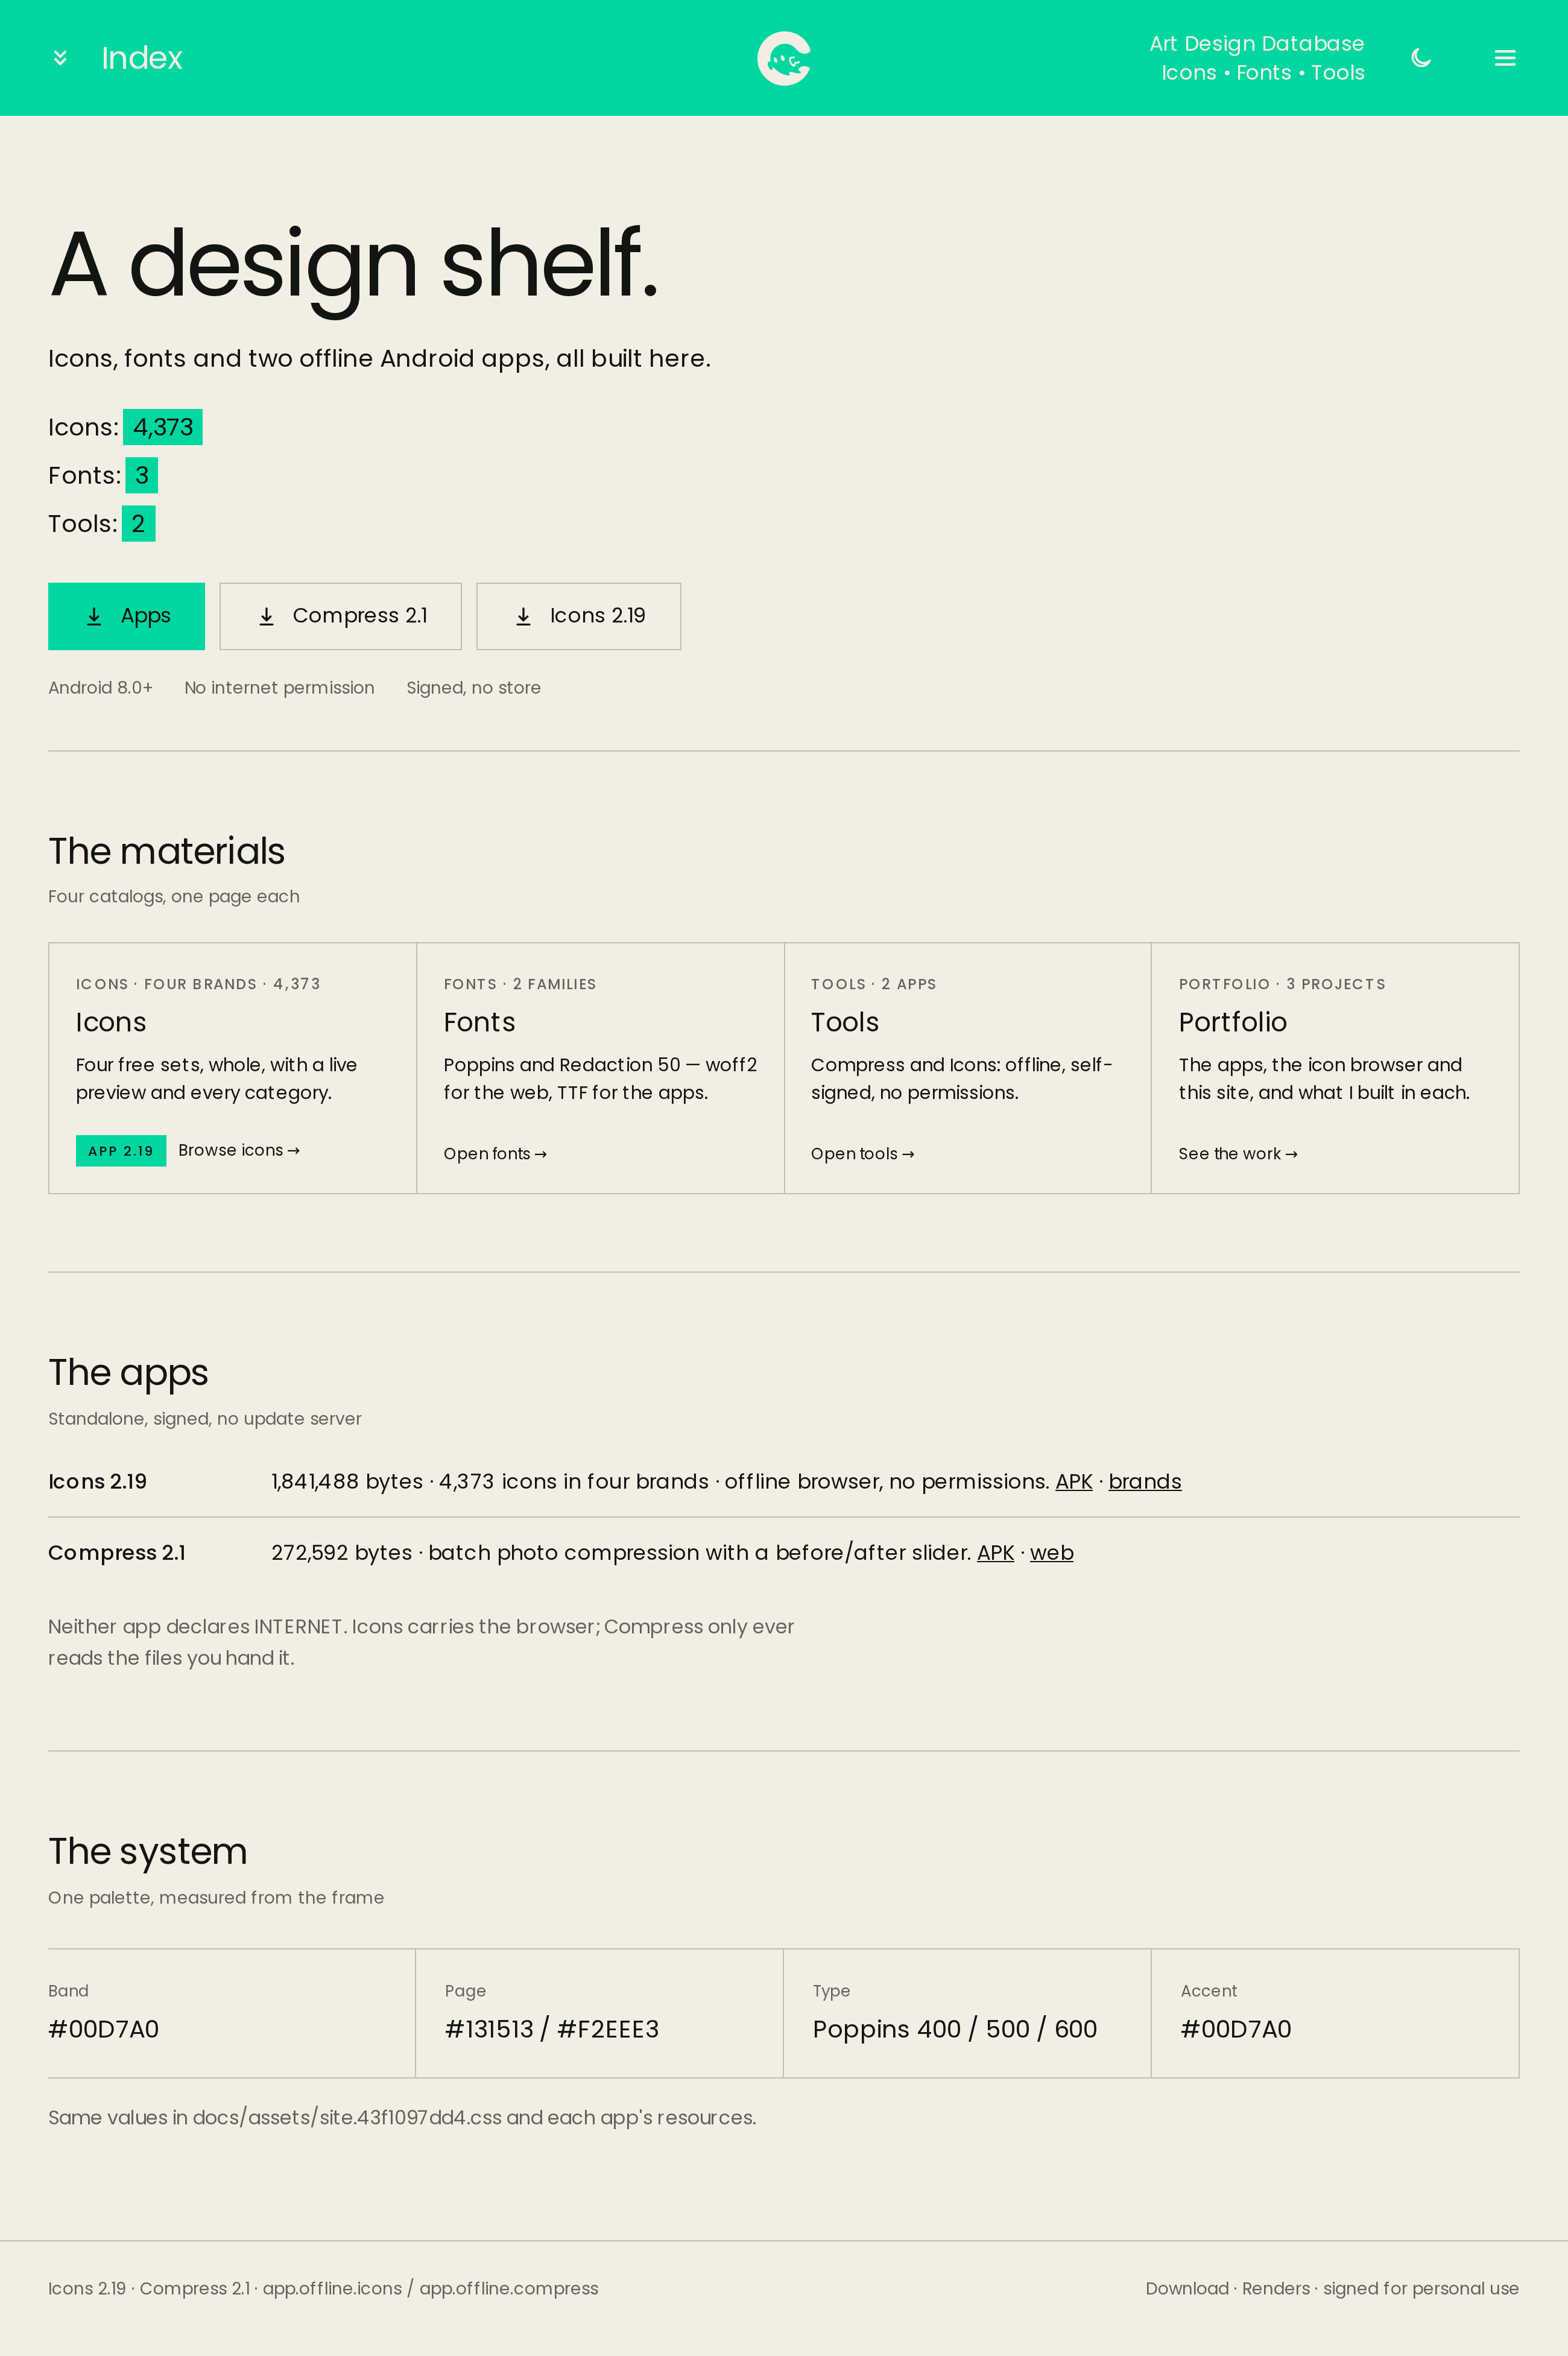 Index
Art Design Database
Icons • Fonts • Tools
A design shelf.
Icons, fonts and two offline Android apps, all built here.
Icons: 4,373
Fonts: 3
Tools: 2
Apps
Compress 2.1
Icons 2.19
Android 8.0+
No internet permission
Signed, no store
The materials
Four catalogs, one page each
ICONS · FOUR BRANDS · 4,373
Icons
Four free sets, whole, with a live
preview and every category.
APP 2.19
Browse icons →
FONTS · 2 FAMILIES
Fonts
Poppins and Redaction 50 — woff2
for the web, TTF for the apps.
Open fonts →
TOOLS · 2 APPS
Tools
Compress and Icons: offline, self-
signed, no permissions.
Open tools →
PORTFOLIO · 3 PROJECTS
Portfolio
The apps, the icon browser and
this site, and what I built in each.
See the work →
The apps
Standalone, signed, no update server
Icons 2.19
1,841,488 bytes · 4,373 icons in four brands · offline browser, no permissions. APK · brands
Compress 2.1
272,592 bytes · batch photo compression with a before/after slider. APK · web
Neither app declares INTERNET. Icons carries the browser; Compress only ever
reads the files you hand it.
The system
One palette, measured from the frame
Band
#00D7A0
Page
#131513 / #F2EEE3
Type
Poppins 400 / 500 / 600
Accent
#00D7A0
Same values in docs/assets/site.43f1097dd4.css and each app's resources.
Icons 2.19 · Compress 2.1 · app.offline.icons / app.offline.compress
Download · Renders · signed for personal use